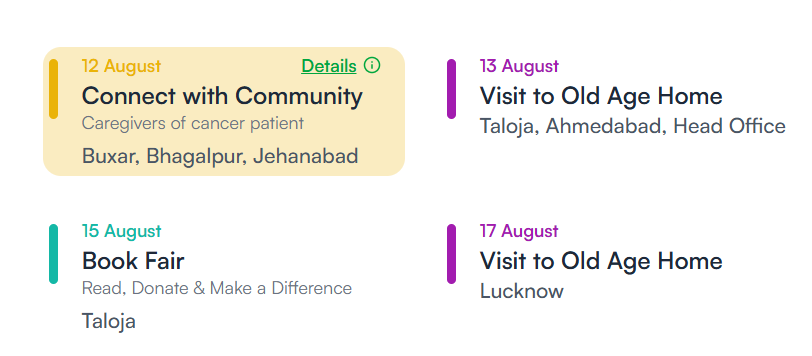 12 August
Details
Connect with Community
Caregivers of cancer patient
Buxar, Bhagalpur, Jehanabad
13 August
Visit to Old Age Home
Taloja, Ahmedabad, Head Office
15 August
Book Fair
Read, Donate & Make a Difference
Taloja
17 August
Visit to Old Age Home
Lucknow